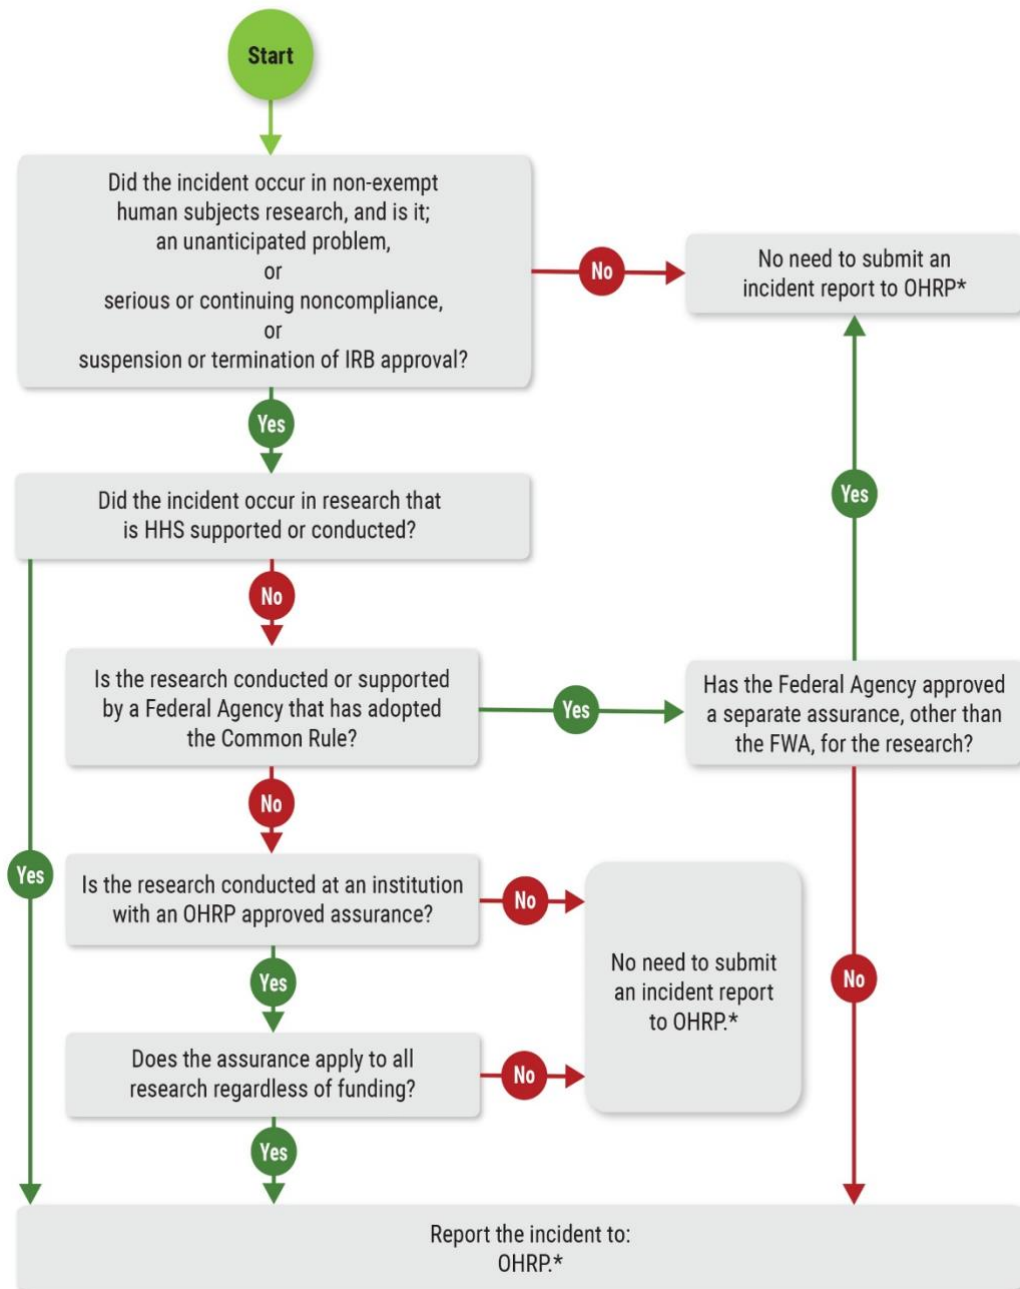 Start
Did the incident occur in non-exempt
human subjects research, and is it;
an unanticipated problem,
or
serious or continuing noncompliance,
or
suspension or termination of IRB approval?
No
No need to submit an
incident report to OHRP*
Yes
Did the incident occur in research that
is HHS supported or conducted?
Yes
No
Is the research conducted or supported
by a Federal Agency that has adopted
the Common Rule?
Yes
Has the Federal Agency approved
a separate assurance, other than
the FWA, for the research?
No
Yes
Is the research conducted at an institution
with an OHRP approved assurance?
No
No need to submit
an incident report
to OHRP.*
Yes
No
Does the assurance apply to all
research regardless of funding?
No
Yes
Report the incident to:
OHRP.*